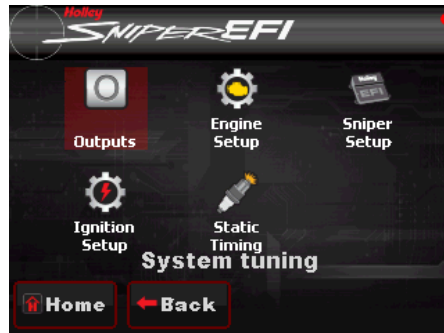 Holley
SNIPER EFI
Outputs
Engine
Setup
Sniper
Setup
Holley
EFI
Ignition
Setup
Static
Timing
System tuning
Home
Back